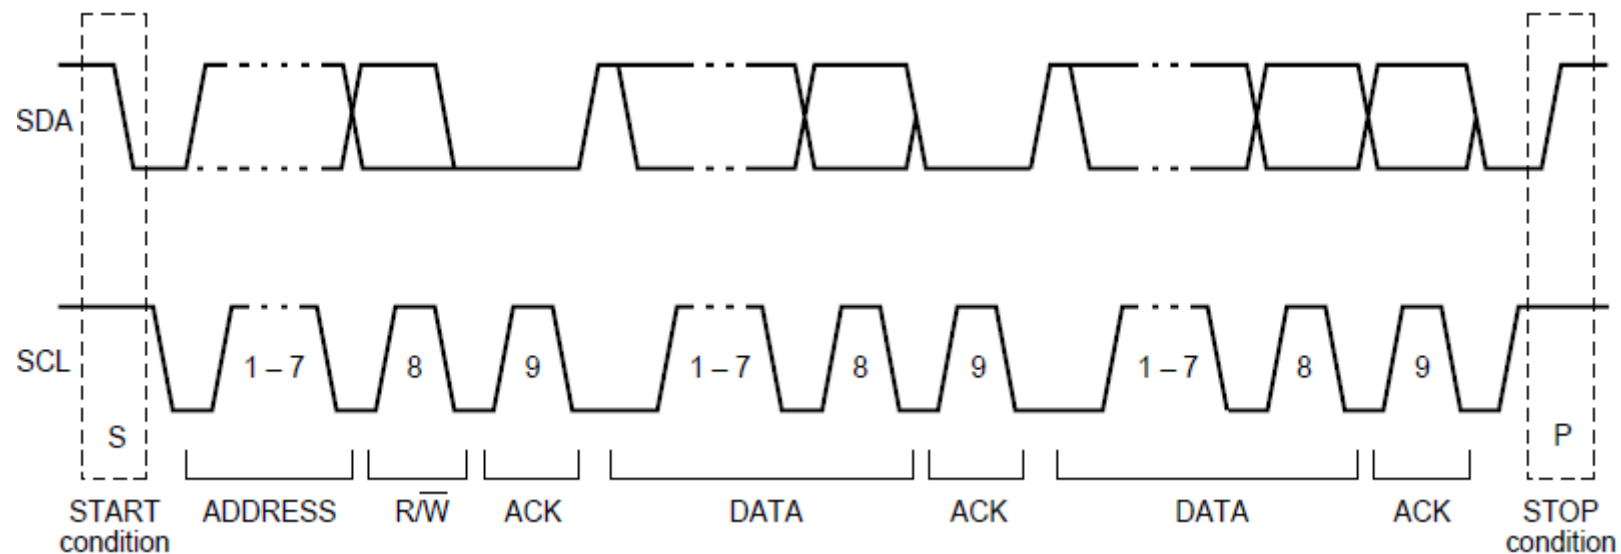 SDA
SCL
1 – 7
8
9
1 – 7
8
9
1 – 7
8
9
S
P
START
condition
ADDRESS
R/W̅
ACK
DATA
ACK
DATA
ACK
STOP
condition